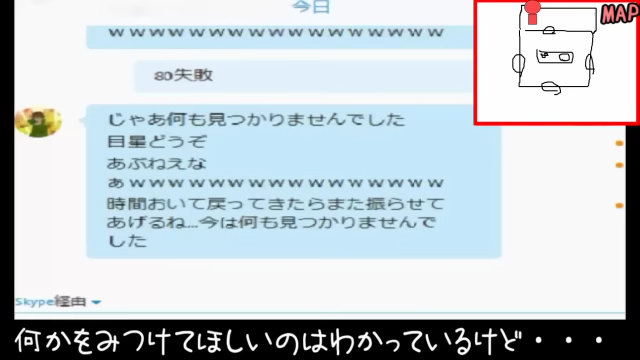 今日
MAP
ｗｗｗｗｗｗｗｗｗｗｗｗｗｗｗｗｗ
80失敗
じゃあ何も見つかりませんでした
目星どうぞ
あぶねえな
ぁｗｗｗｗｗｗｗｗｗｗｗｗｗｗｗｗ
時間おいて戻ってきたらまた振らせて
あげるね...今は何も見つかりませんで
した
Skype経由
何かをみつけてほしいのはわかっているけど・・・